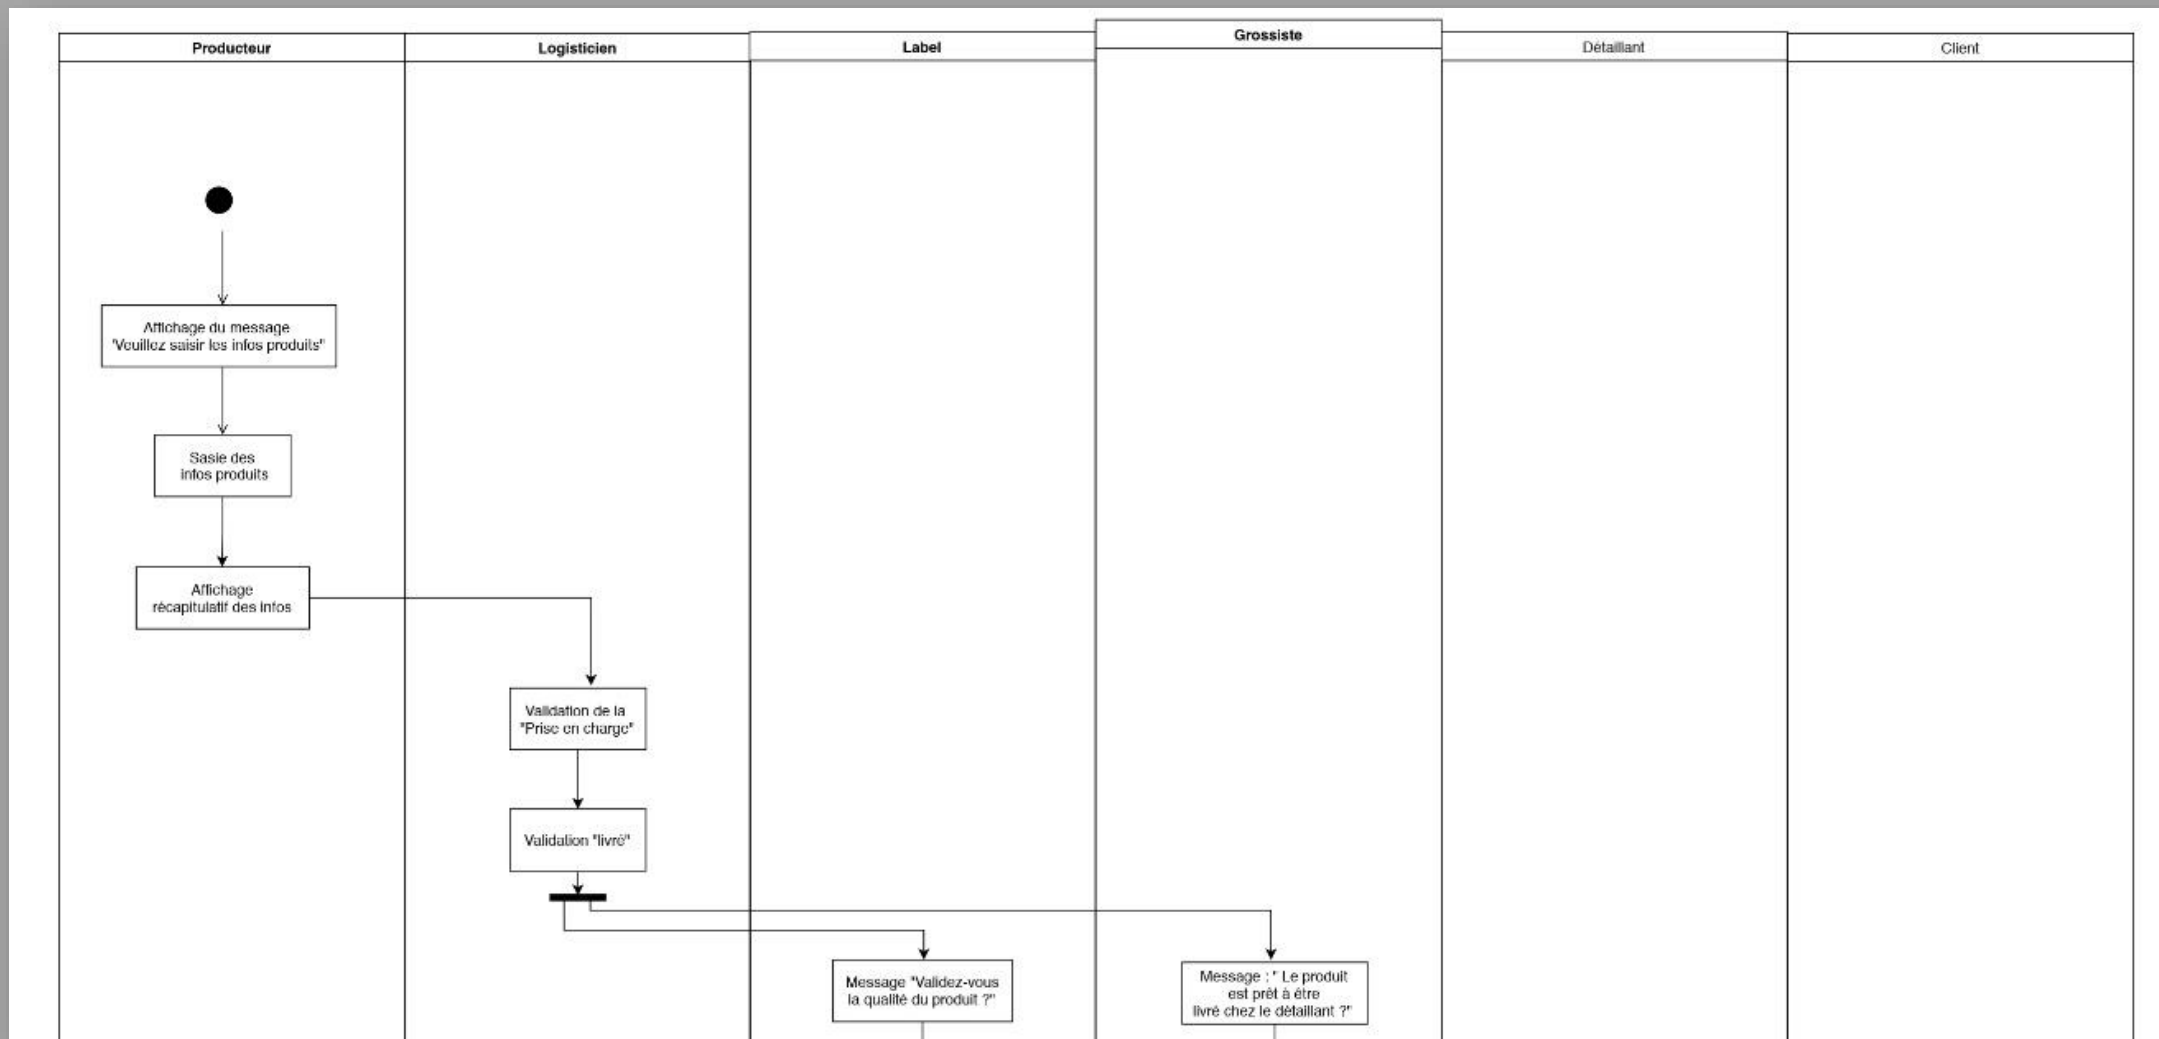 Producteur
Logisticien
Label
Grossiste
Détaillant
Client
Affichage du message
"Veuillez saisir les infos produits"
Sasie des
infos produits
Affichage
récapitulatif des infos
Validation de la
"Prise en charge"
Validation "livré"
Message "Validez-vous
la qualité du produit ?"
Message : " Le produit
est prêt à être
livré chez le détaillant ?"